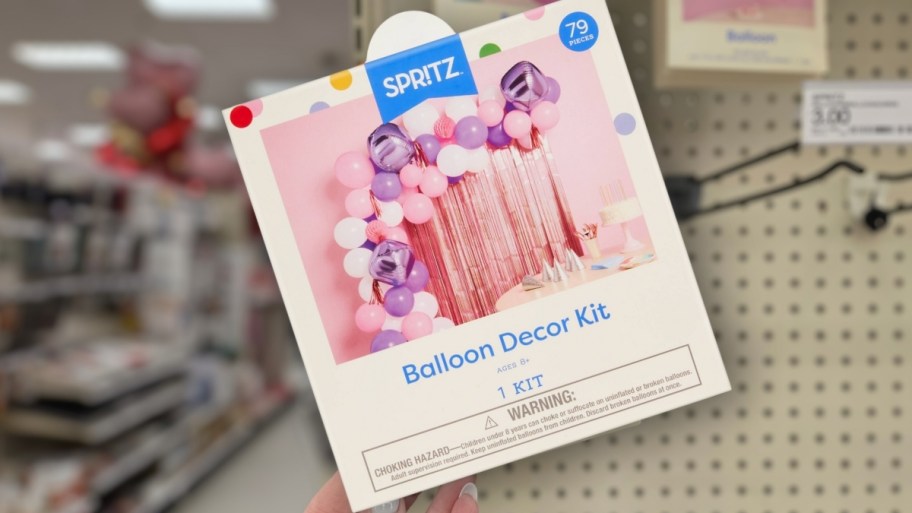 79
PIECES
SPRITZ™
Balloon
3.00
Balloon Decor Kit
AGES 8+
1 KIT
⚠ WARNING:
CHOKING HAZARD—Children under 8 years can choke or suffocate on uninflated or broken balloons.
Adult supervision required. Keep uninflated balloons from children. Discard broken balloons at once.